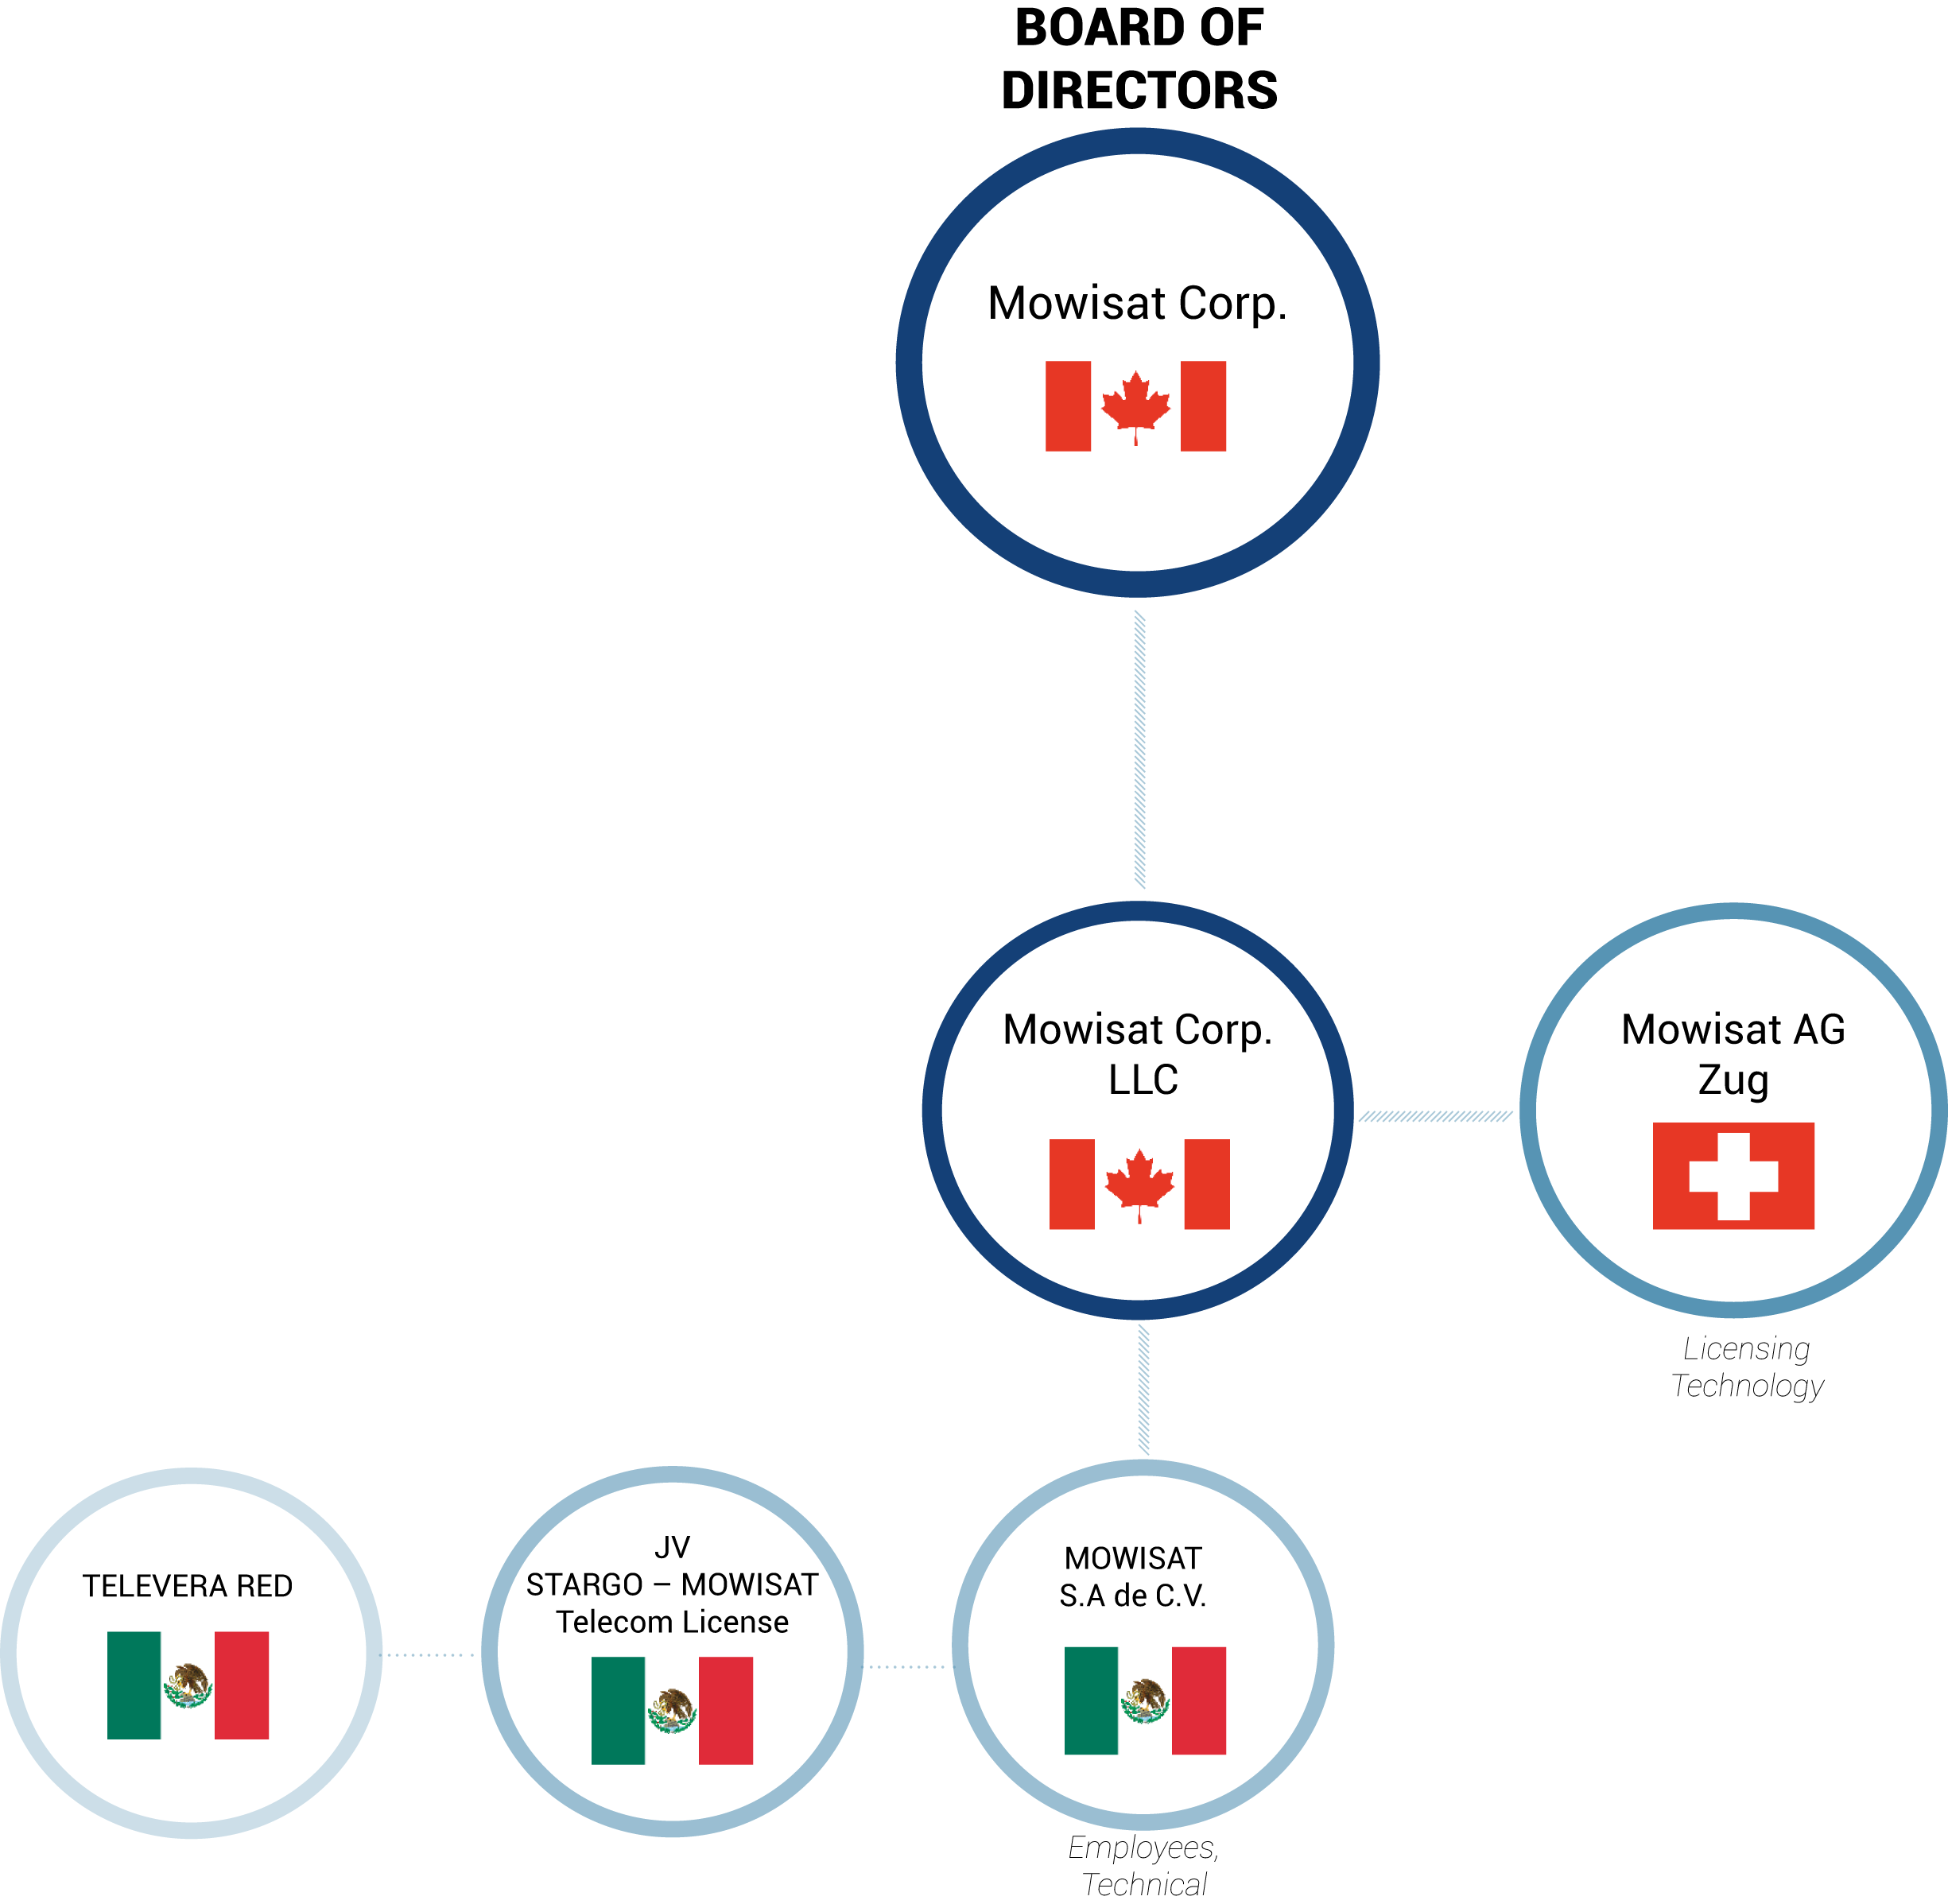 BOARD OF
DIRECTORS
Mowisat Corp.
Mowisat Corp.
LLC
Mowisat AG
Zug
Licensing
Technology
TELEVERA RED
JV
STARGO – MOWISAT
Telecom License
MOWISAT
S.A de C.V.
Employees,
Technical